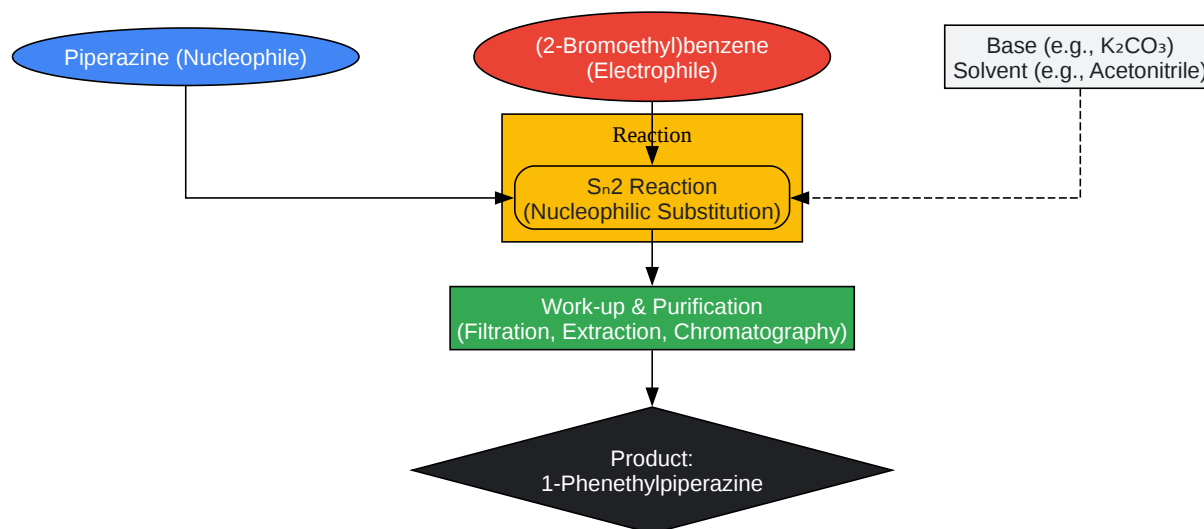 Piperazine (Nucleophile)
(2-Bromoethyl)benzene
(Electrophile)
Base (e.g., K₂CO₃)
Solvent (e.g., Acetonitrile)
Reaction
Sₙ2 Reaction
(Nucleophilic Substitution)
Work-up & Purification
(Filtration, Extraction, Chromatography)
Product:
1-Phenethylpiperazine